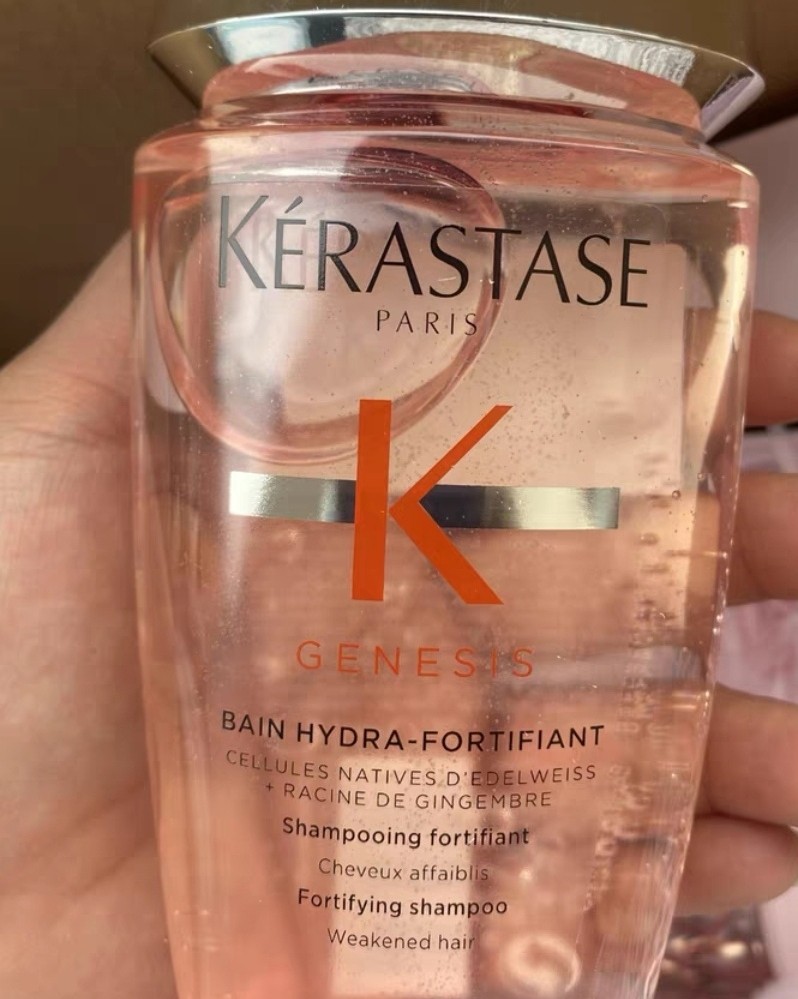 KÉRASTASE
PARIS
K
GENESIS
BAIN HYDRA-FORTIFIANT
CELLULES NATIVES D'EDELWEISS
+ RACINE DE GINGEMBRE
Shampooing fortifiant
Cheveux affaiblis
Fortifying shampoo
Weakened hair